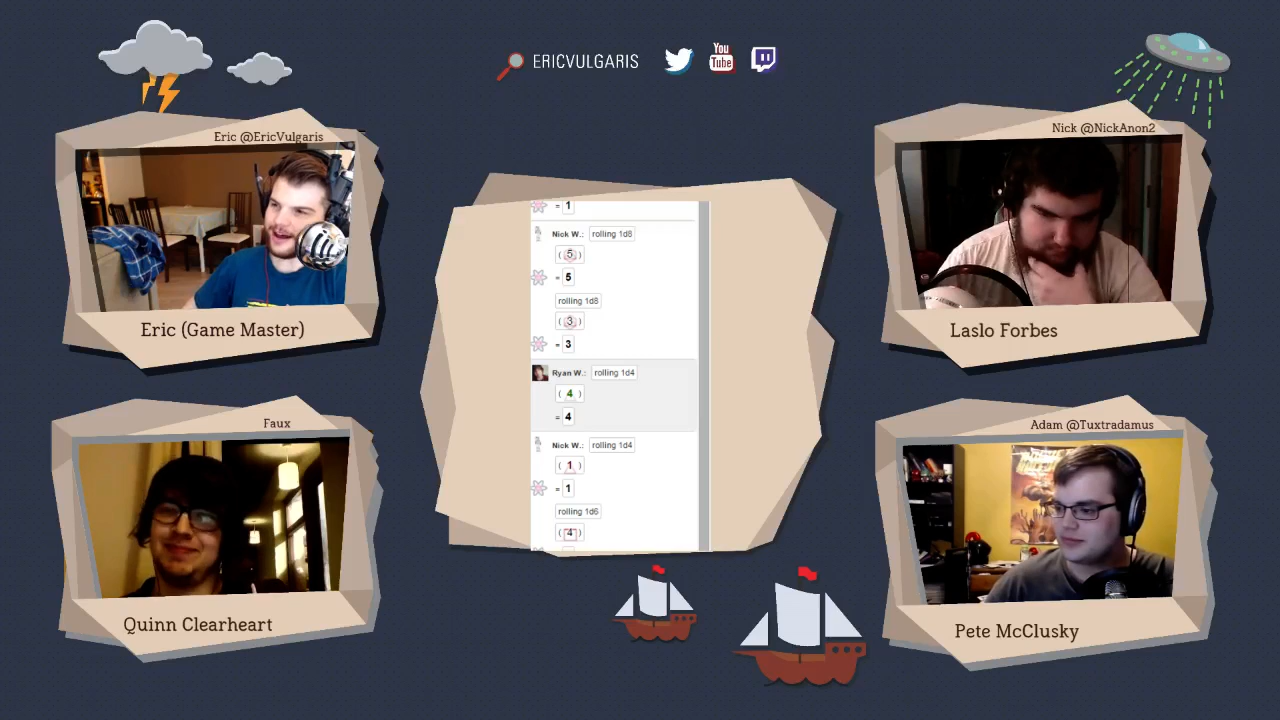 ERICVULGARIS
You
Tube
Eric @EricVulgaris
Eric (Game Master)
Nick @NickAnon2
Laslo Forbes
= 1
Nick W.: rolling 1d8
( 5 )
= 5
rolling 1d8
( 3 )
= 3
Ryan W.: rolling 1d4
( 4 )
= 4
Nick W.: rolling 1d4
( 1 )
= 1
rolling 1d6
( 4 )
Faux
Quinn Clearheart
Adam @Tuxtradamus
Pete McClusky